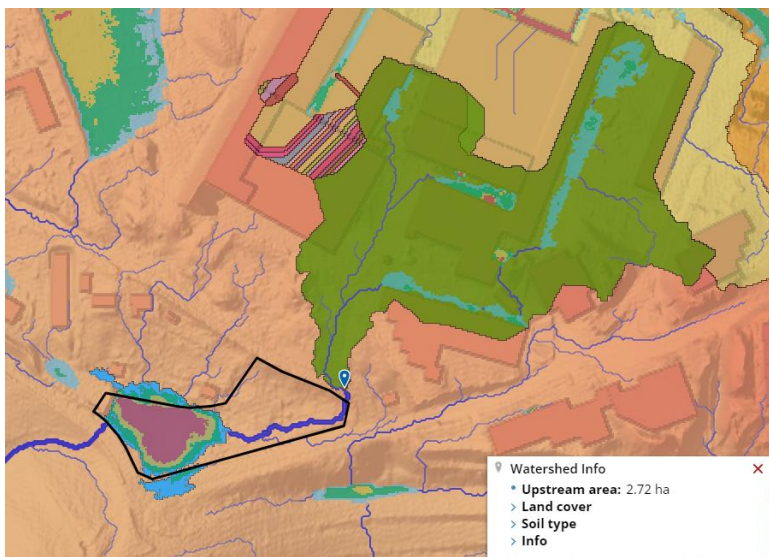 Watershed Info
Upstream area: 2.72 ha
Land cover
Soil type
Info